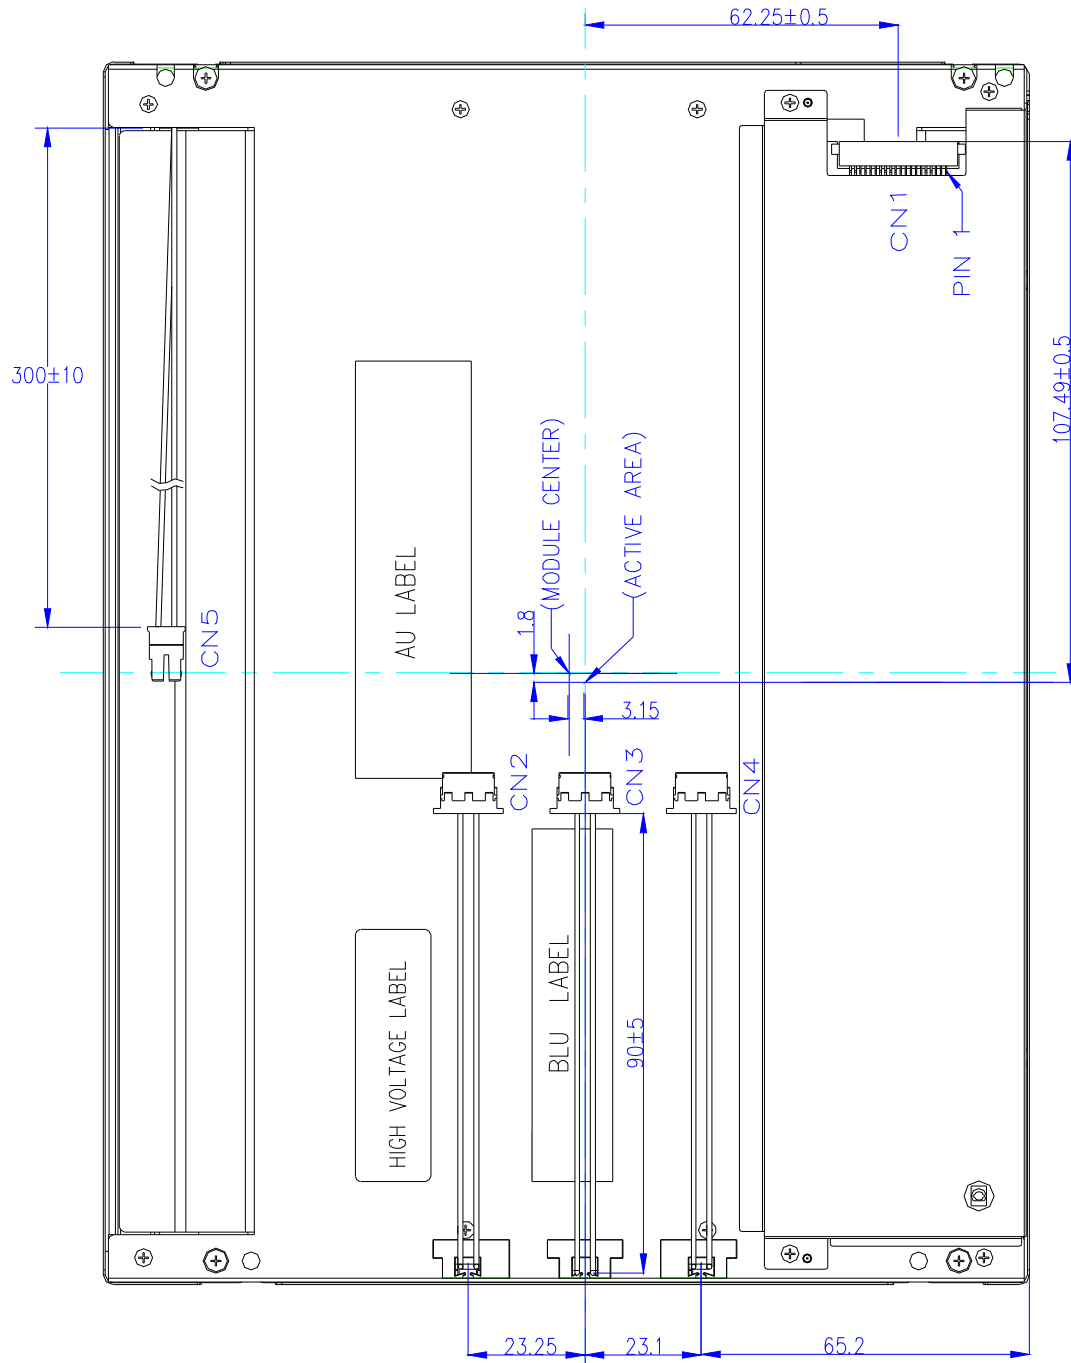 62.25±0.5
CN1
PIN 1
300±10
107.49±0.5
(MODULE CENTER)
(ACTIVE AREA)
AU LABEL
1.8
CN5
3.15
CN2
CN3
CN4
HIGH VOLTAGE LABEL
BLU LABEL
90±5
23.25
23.1
65.2